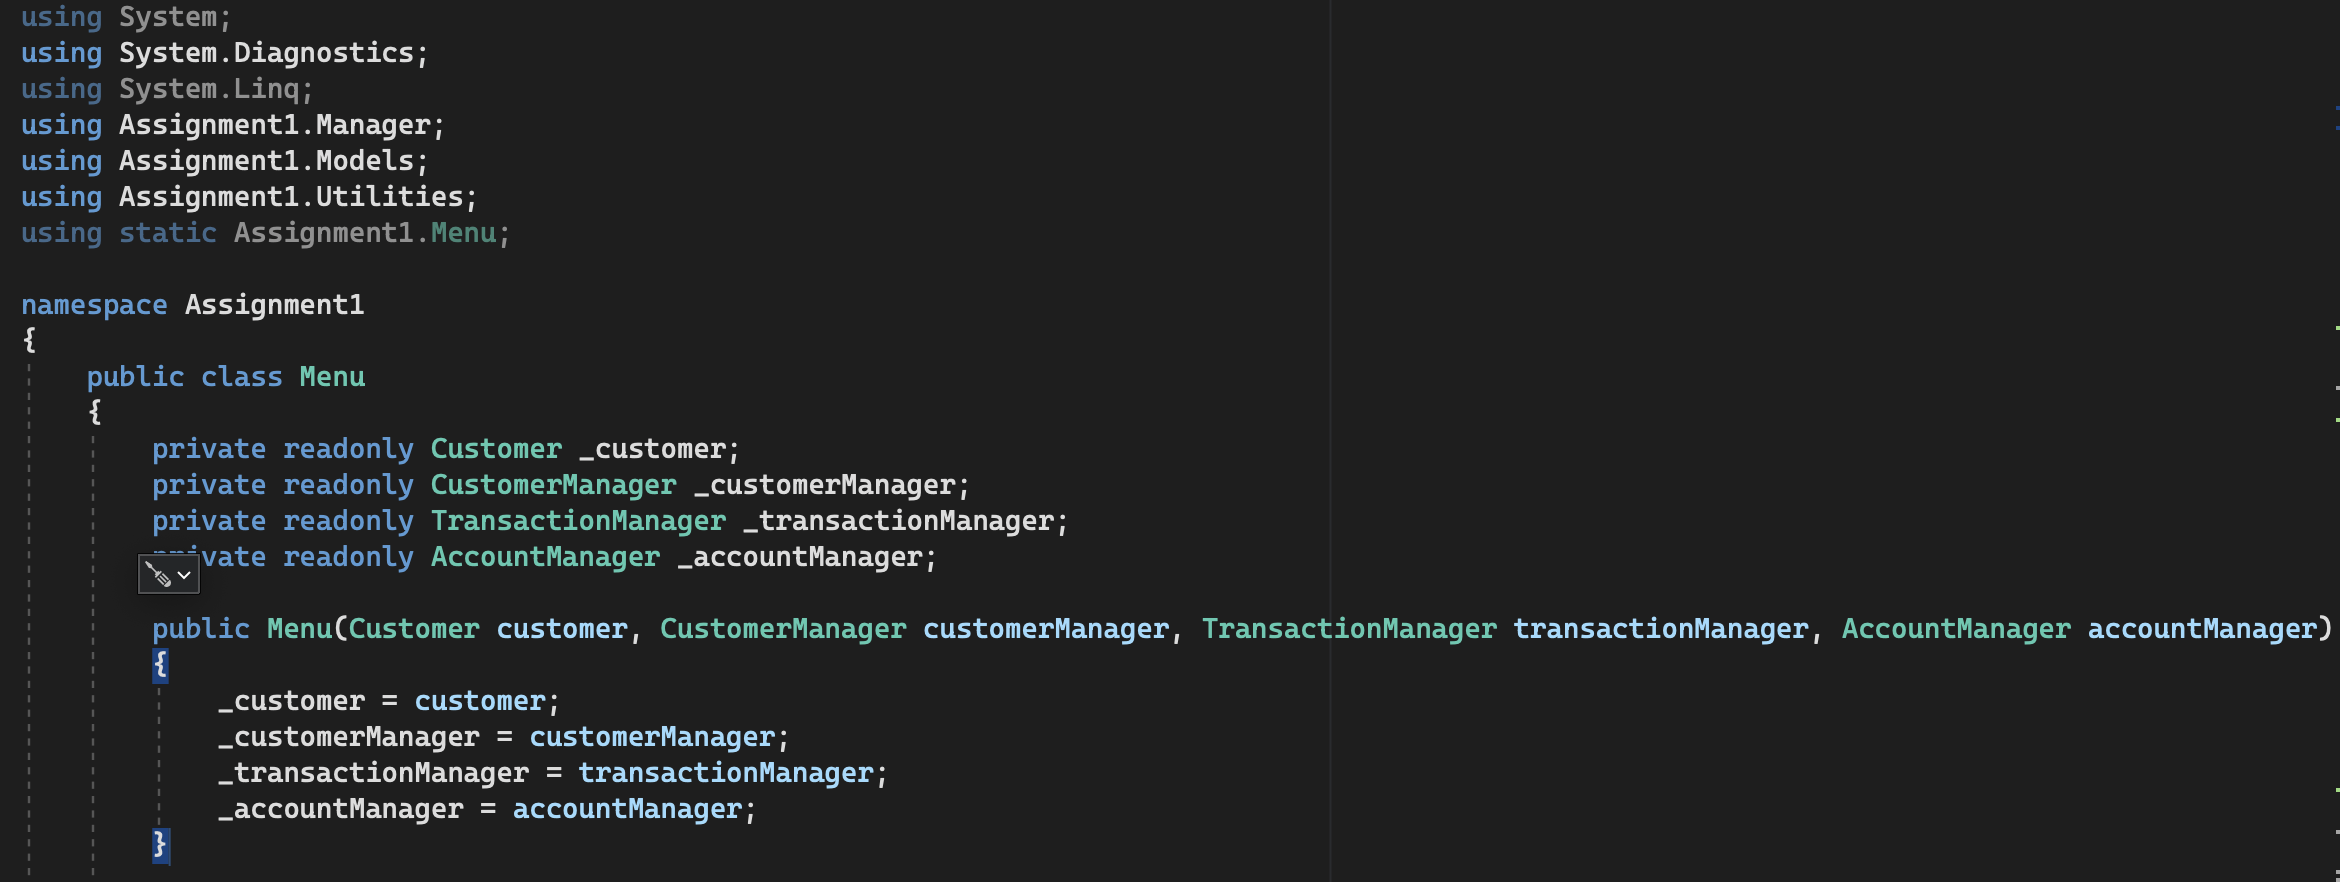 using System;
using System.Diagnostics;
using System.Linq;
using Assignment1.Manager;
using Assignment1.Models;
using Assignment1.Utilities;
using static Assignment1.Menu;
namespace Assignment1
{
public class Menu
{
private readonly Customer _customer;
private readonly CustomerManager _customerManager;
private readonly TransactionManager _transactionManager;
private readonly AccountManager _accountManager;
public Menu(Customer customer, CustomerManager customerManager, TransactionManager transactionManager, AccountManager accountManager)
{
_customer = customer;
_customerManager = customerManager;
_transactionManager = transactionManager;
_accountManager = accountManager;
}